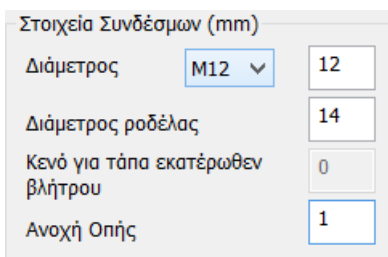 Στοιχεία Συνδέσμων (mm)
Διάμετρος M12 12
Διάμετρος ροδέλας 14
Κενό για τάπα εκατέρωθεν βλήτρου 0
Ανοχή Οπής 1